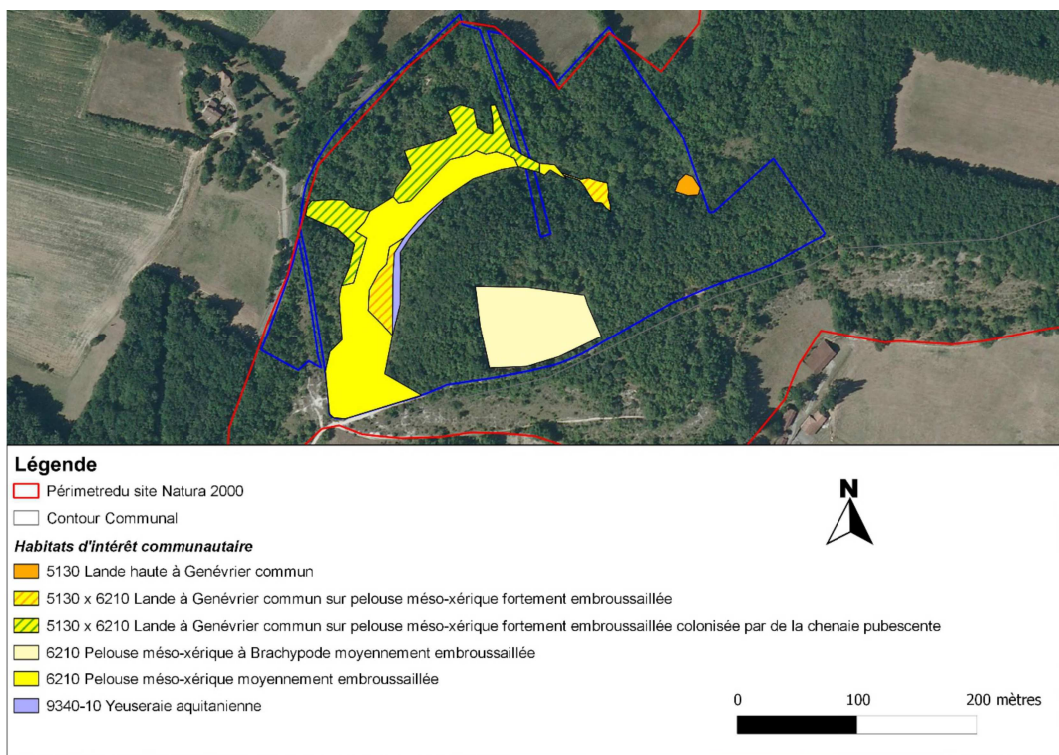 Légende
Périmetredu site Natura 2000
Contour Communal
Habitats d'intérêt communautaire
5130 Lande haute à Genévrier commun
5130 x 6210 Lande à Genévrier commun sur pelouse méso-xérique fortement embroussaillée
5130 x 6210 Lande à Genévrier commun sur pelouse méso-xérique fortement embroussaillée colonisée par de la chenaie pubescente
6210 Pelouse méso-xérique à Brachypode moyennement embroussaillée
6210 Pelouse méso-xérique moyennement embroussaillée
9340-10 Yeuseraie aquitanienne
N
0 100 200 mètres